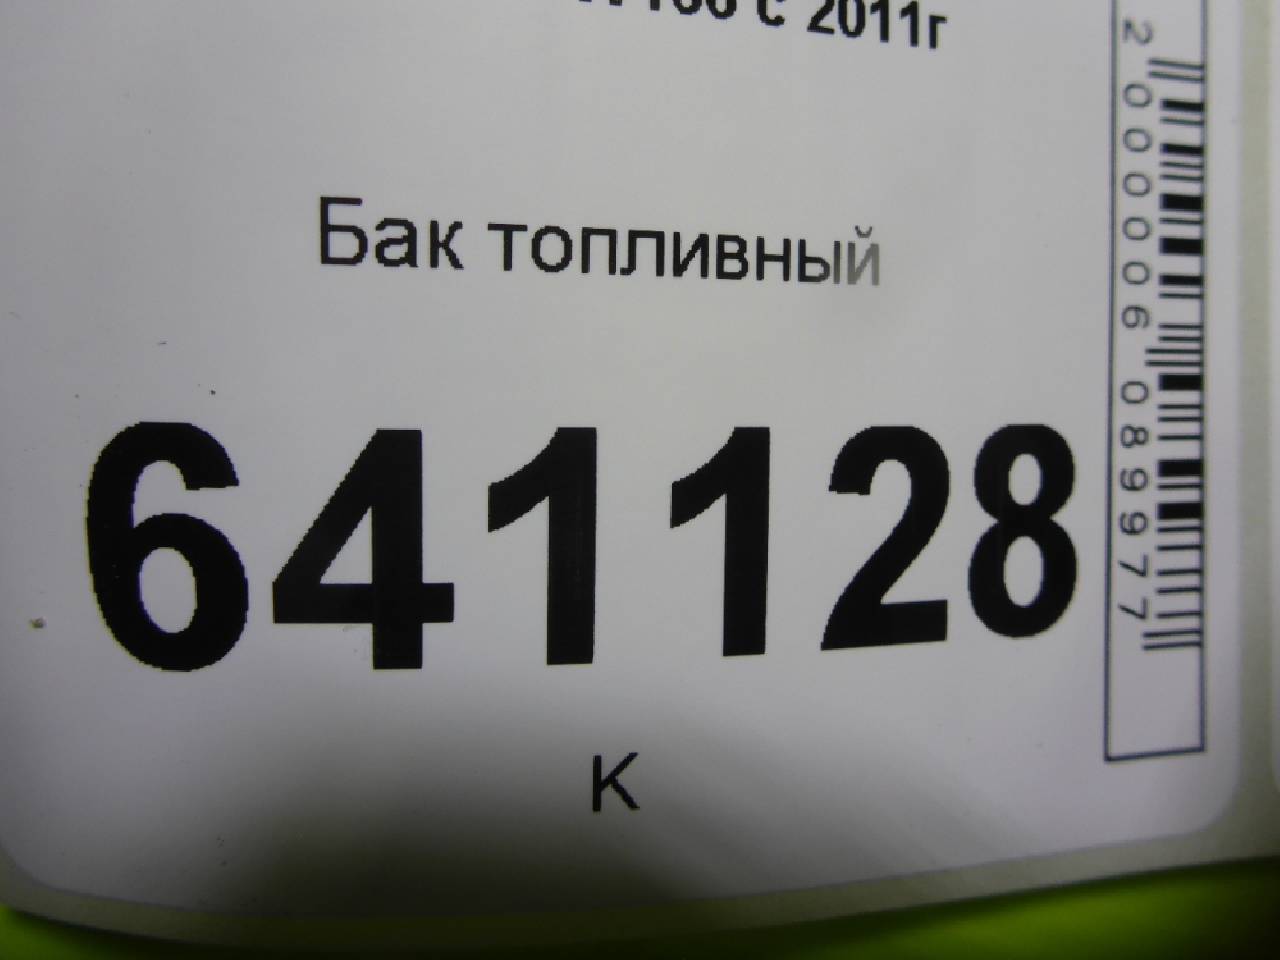 с 2011г
Бак топливный
641128
К
2000006089977